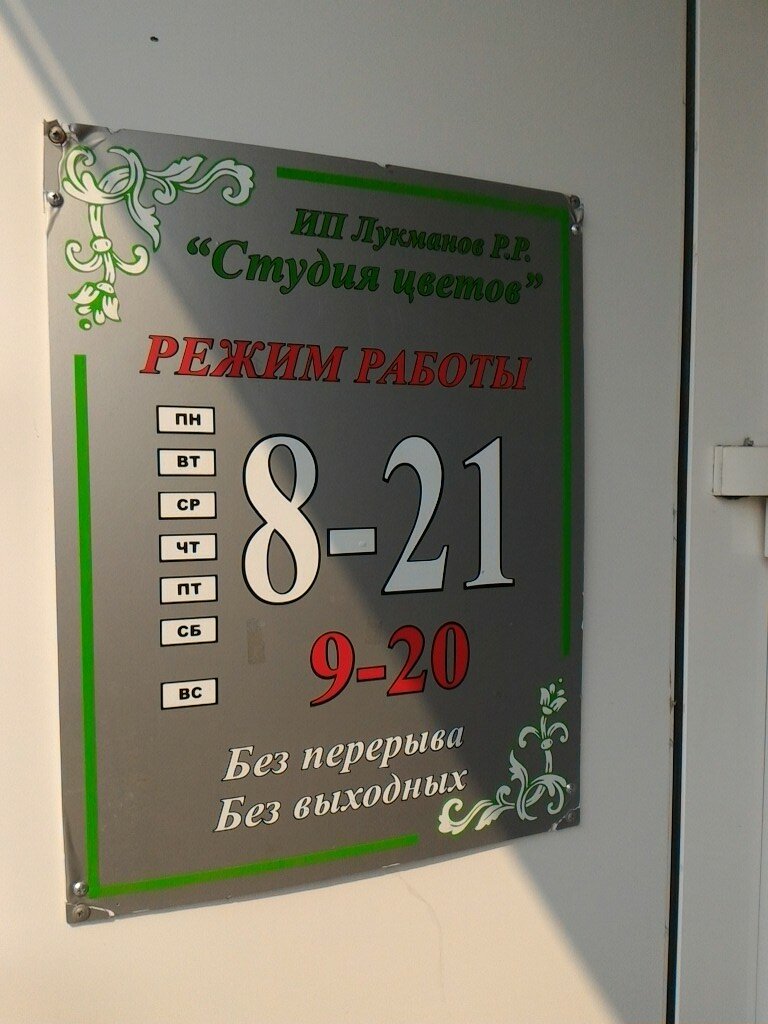 ИП Лукманов Р.Р.
“Студия цветов”
РЕЖИМ РАБОТЫ
ПН
ВТ
СР
ЧТ
ПТ
СБ
8-21
ВС
9-20
Без перерыва
Без выходных